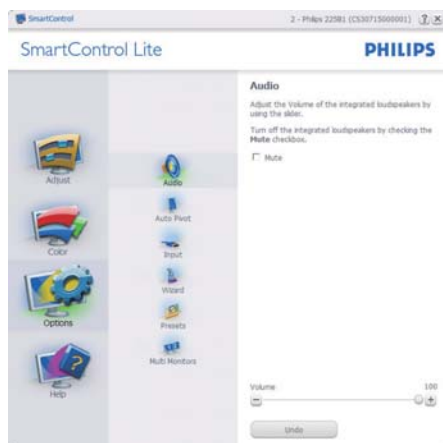 SmartControl
2 - Philips 225B1 (CS30715000001)
SmartControl Lite
PHILIPS
Adjust
Color
Options
Help
Audio
Auto Pivot
Input
Wizard
Presets
Multi Monitors
Audio
Adjust the Volume of the integrated loudspeakers by
using the slider.
Turn off the integrated loudspeakers by checking the
Mute checkbox.
Mute
Volume 100
Undo